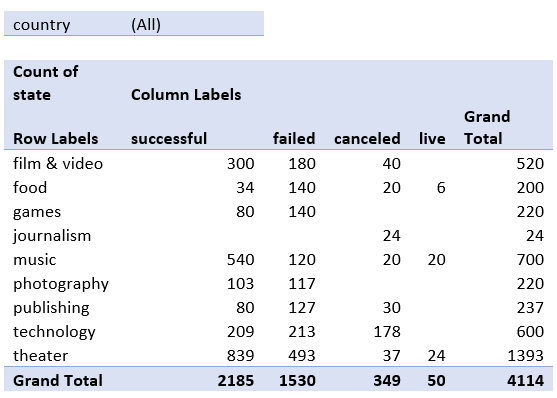 country (All)
Count of
state Column Labels
Grand
Row Labels successful failed canceled live Total
film & video 300 180 40 520
food 34 140 20 6 200
games 80 140 220
journalism 24 24
music 540 120 20 20 700
photography 103 117 220
publishing 80 127 30 237
technology 209 213 178 600
theater 839 493 37 24 1393
Grand Total 2185 1530 349 50 4114